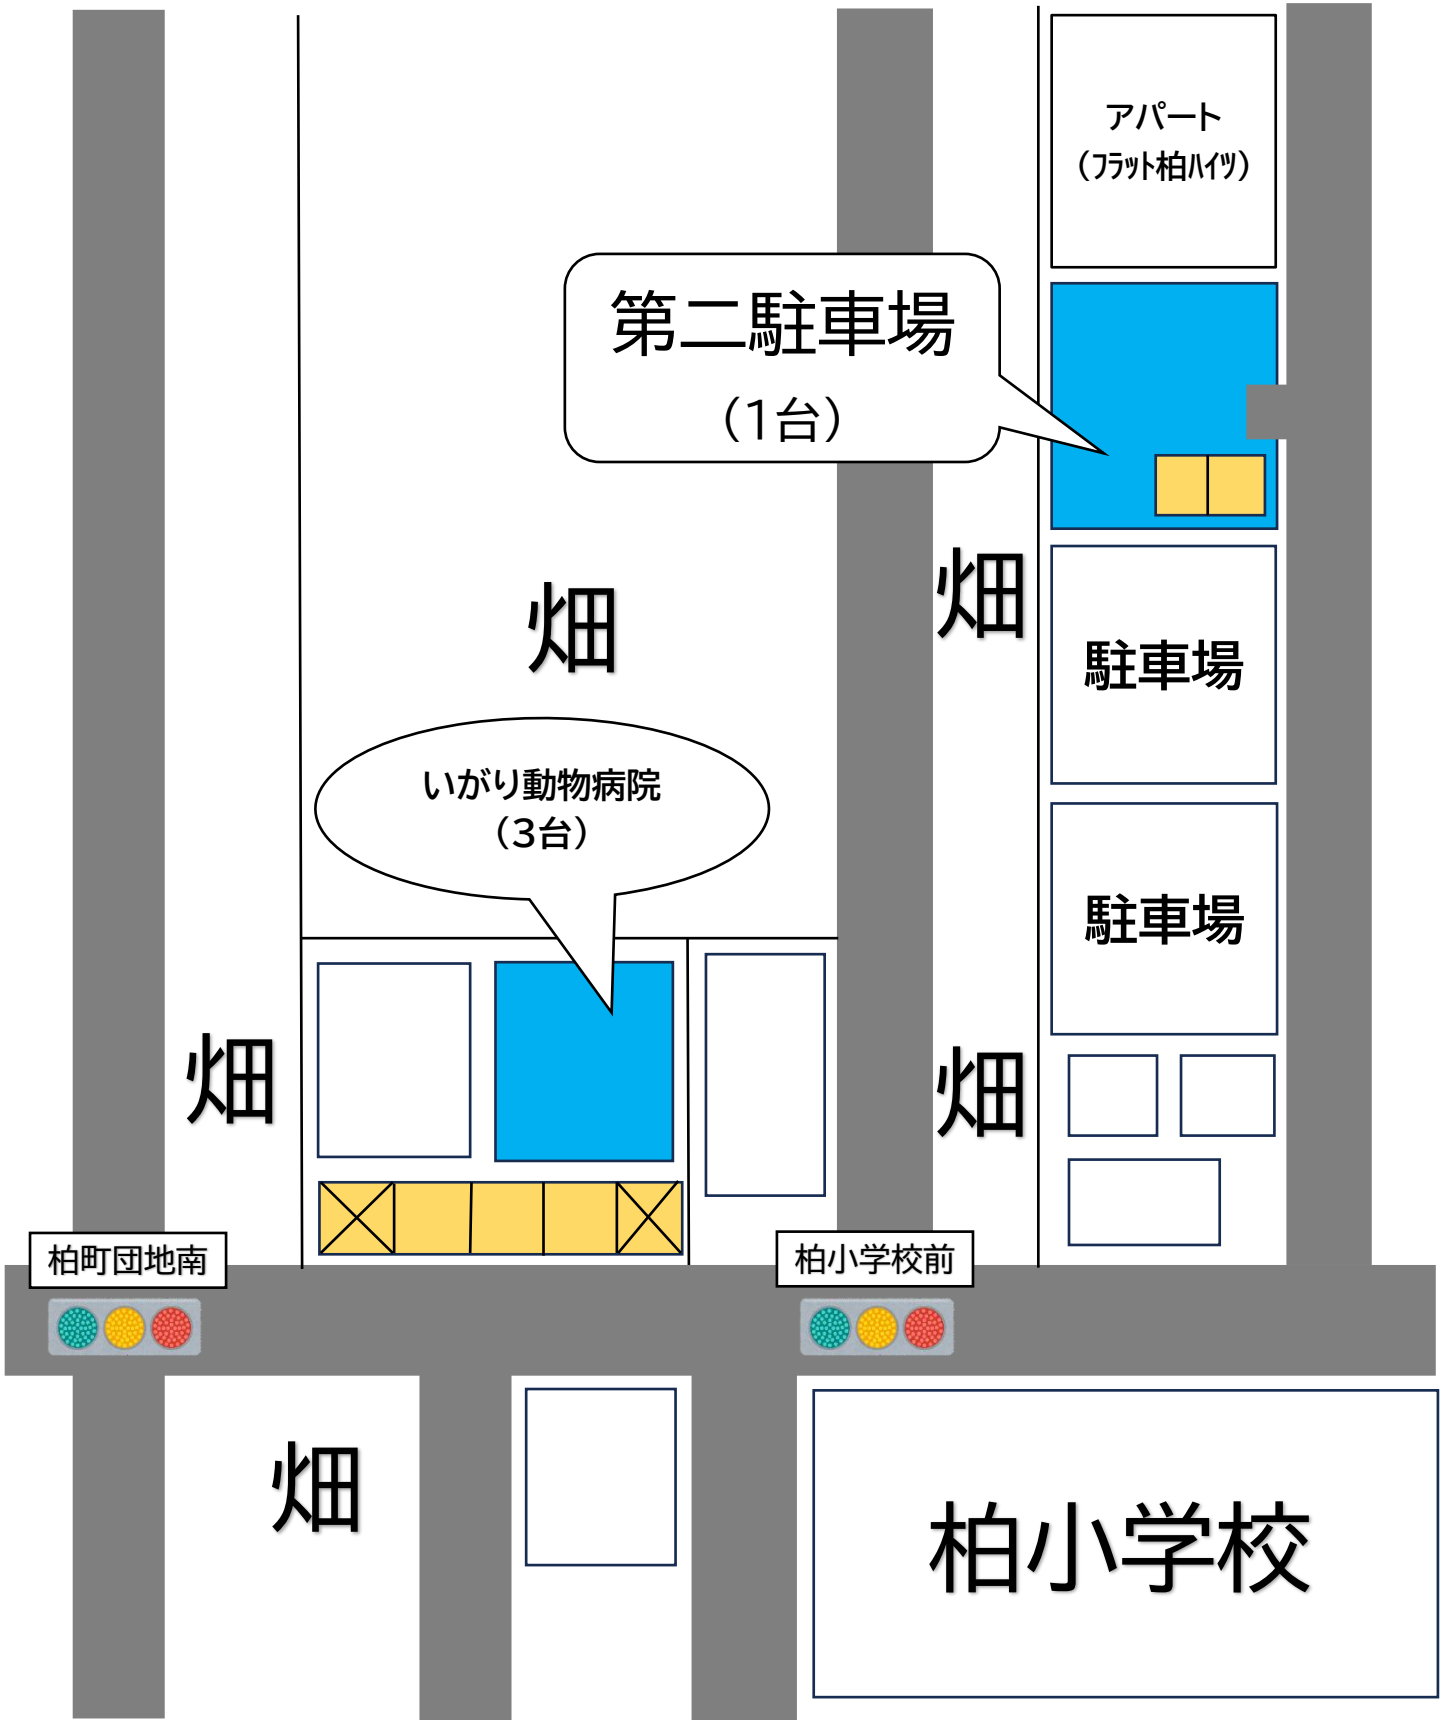 アパート
（ﾌﾗｯﾄ柏ﾊｲﾂ）
第二駐車場
（1台）
畑
畑
駐車場
いがり動物病院
（3台）
駐車場
畑
畑
柏町団地南
柏小学校前
畑
柏小学校